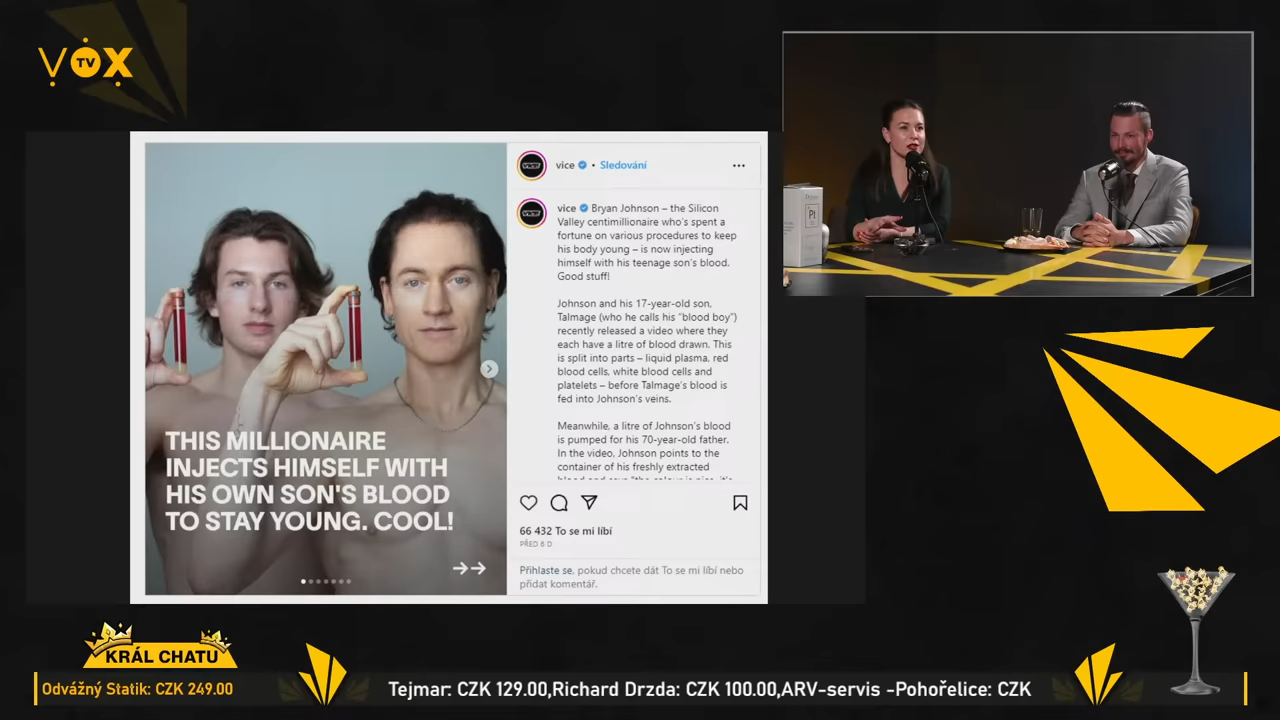 VOX
TV
vice • Sledování
vice Bryan Johnson – the Silicon
Valley centimillionaire who's spent a
fortune on various procedures to keep
his body young – is now injecting
himself with his teenage son's blood.
Good stuff!
Johnson and his 17-year-old son,
Talmage (who he calls his "blood boy")
recently released a video where they
each have a litre of blood drawn. This
is split into parts – liquid plasma, red
blood cells, white blood cells and
platelets – before Talmage's blood is
fed into Johnson's veins.
Meanwhile, a litre of Johnson's blood
is pumped for his 70-year-old father.
In the video, Johnson points to the
container of his freshly extracted
THIS MILLIONAIRE
INJECTS HIMSELF WITH
HIS OWN SON'S BLOOD
TO STAY YOUNG. COOL!
66 432 To se mi líbí
PŘED 6 D
Přihlaste se, pokud chcete dát To se mi líbí nebo
přidat komentář.
Pt
KRÁL CHATU
Odvážný Statik: CZK 249.00
Tejmar: CZK 129.00,Richard Drzda: CZK 100.00,ARV-servis -Pohořelice: CZK